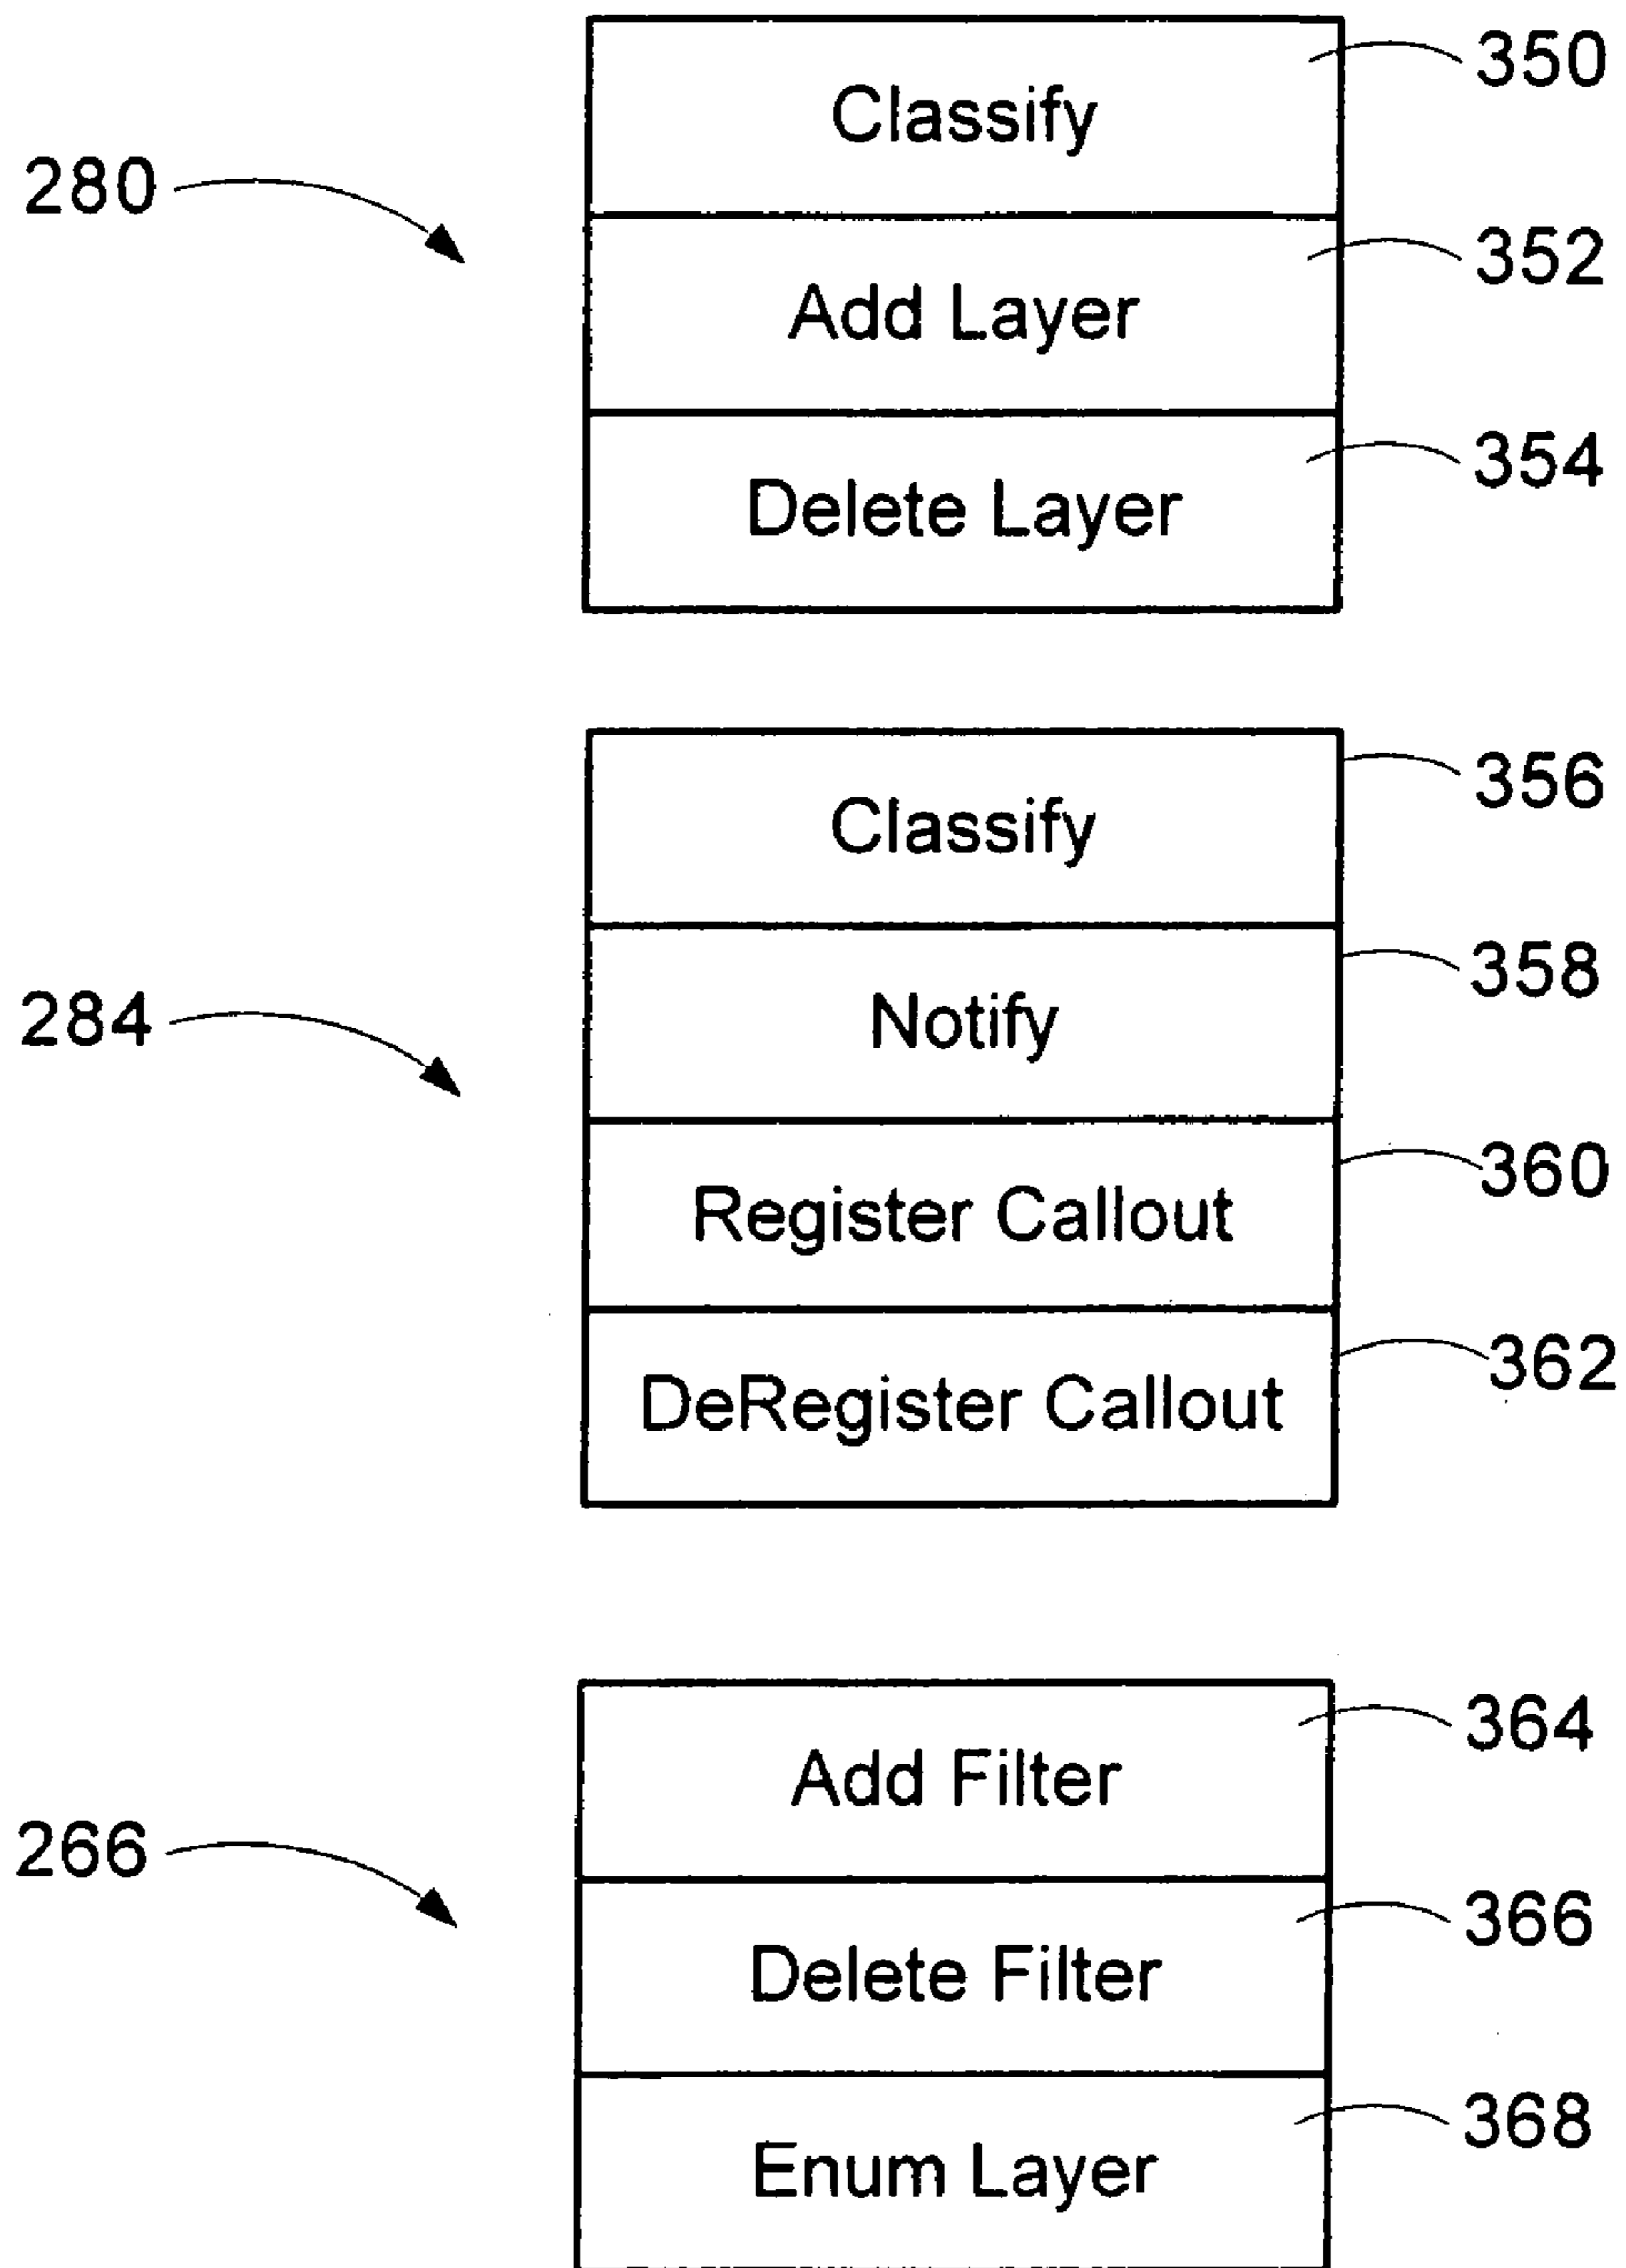 350
Classify
280
352
Add Layer
354
Delete Layer
356
Classify
358
Notify
284
360
Register Callout
362
DeRegister Callout
364
Add Filter
266
366
Delete Filter
368
Enum Layer